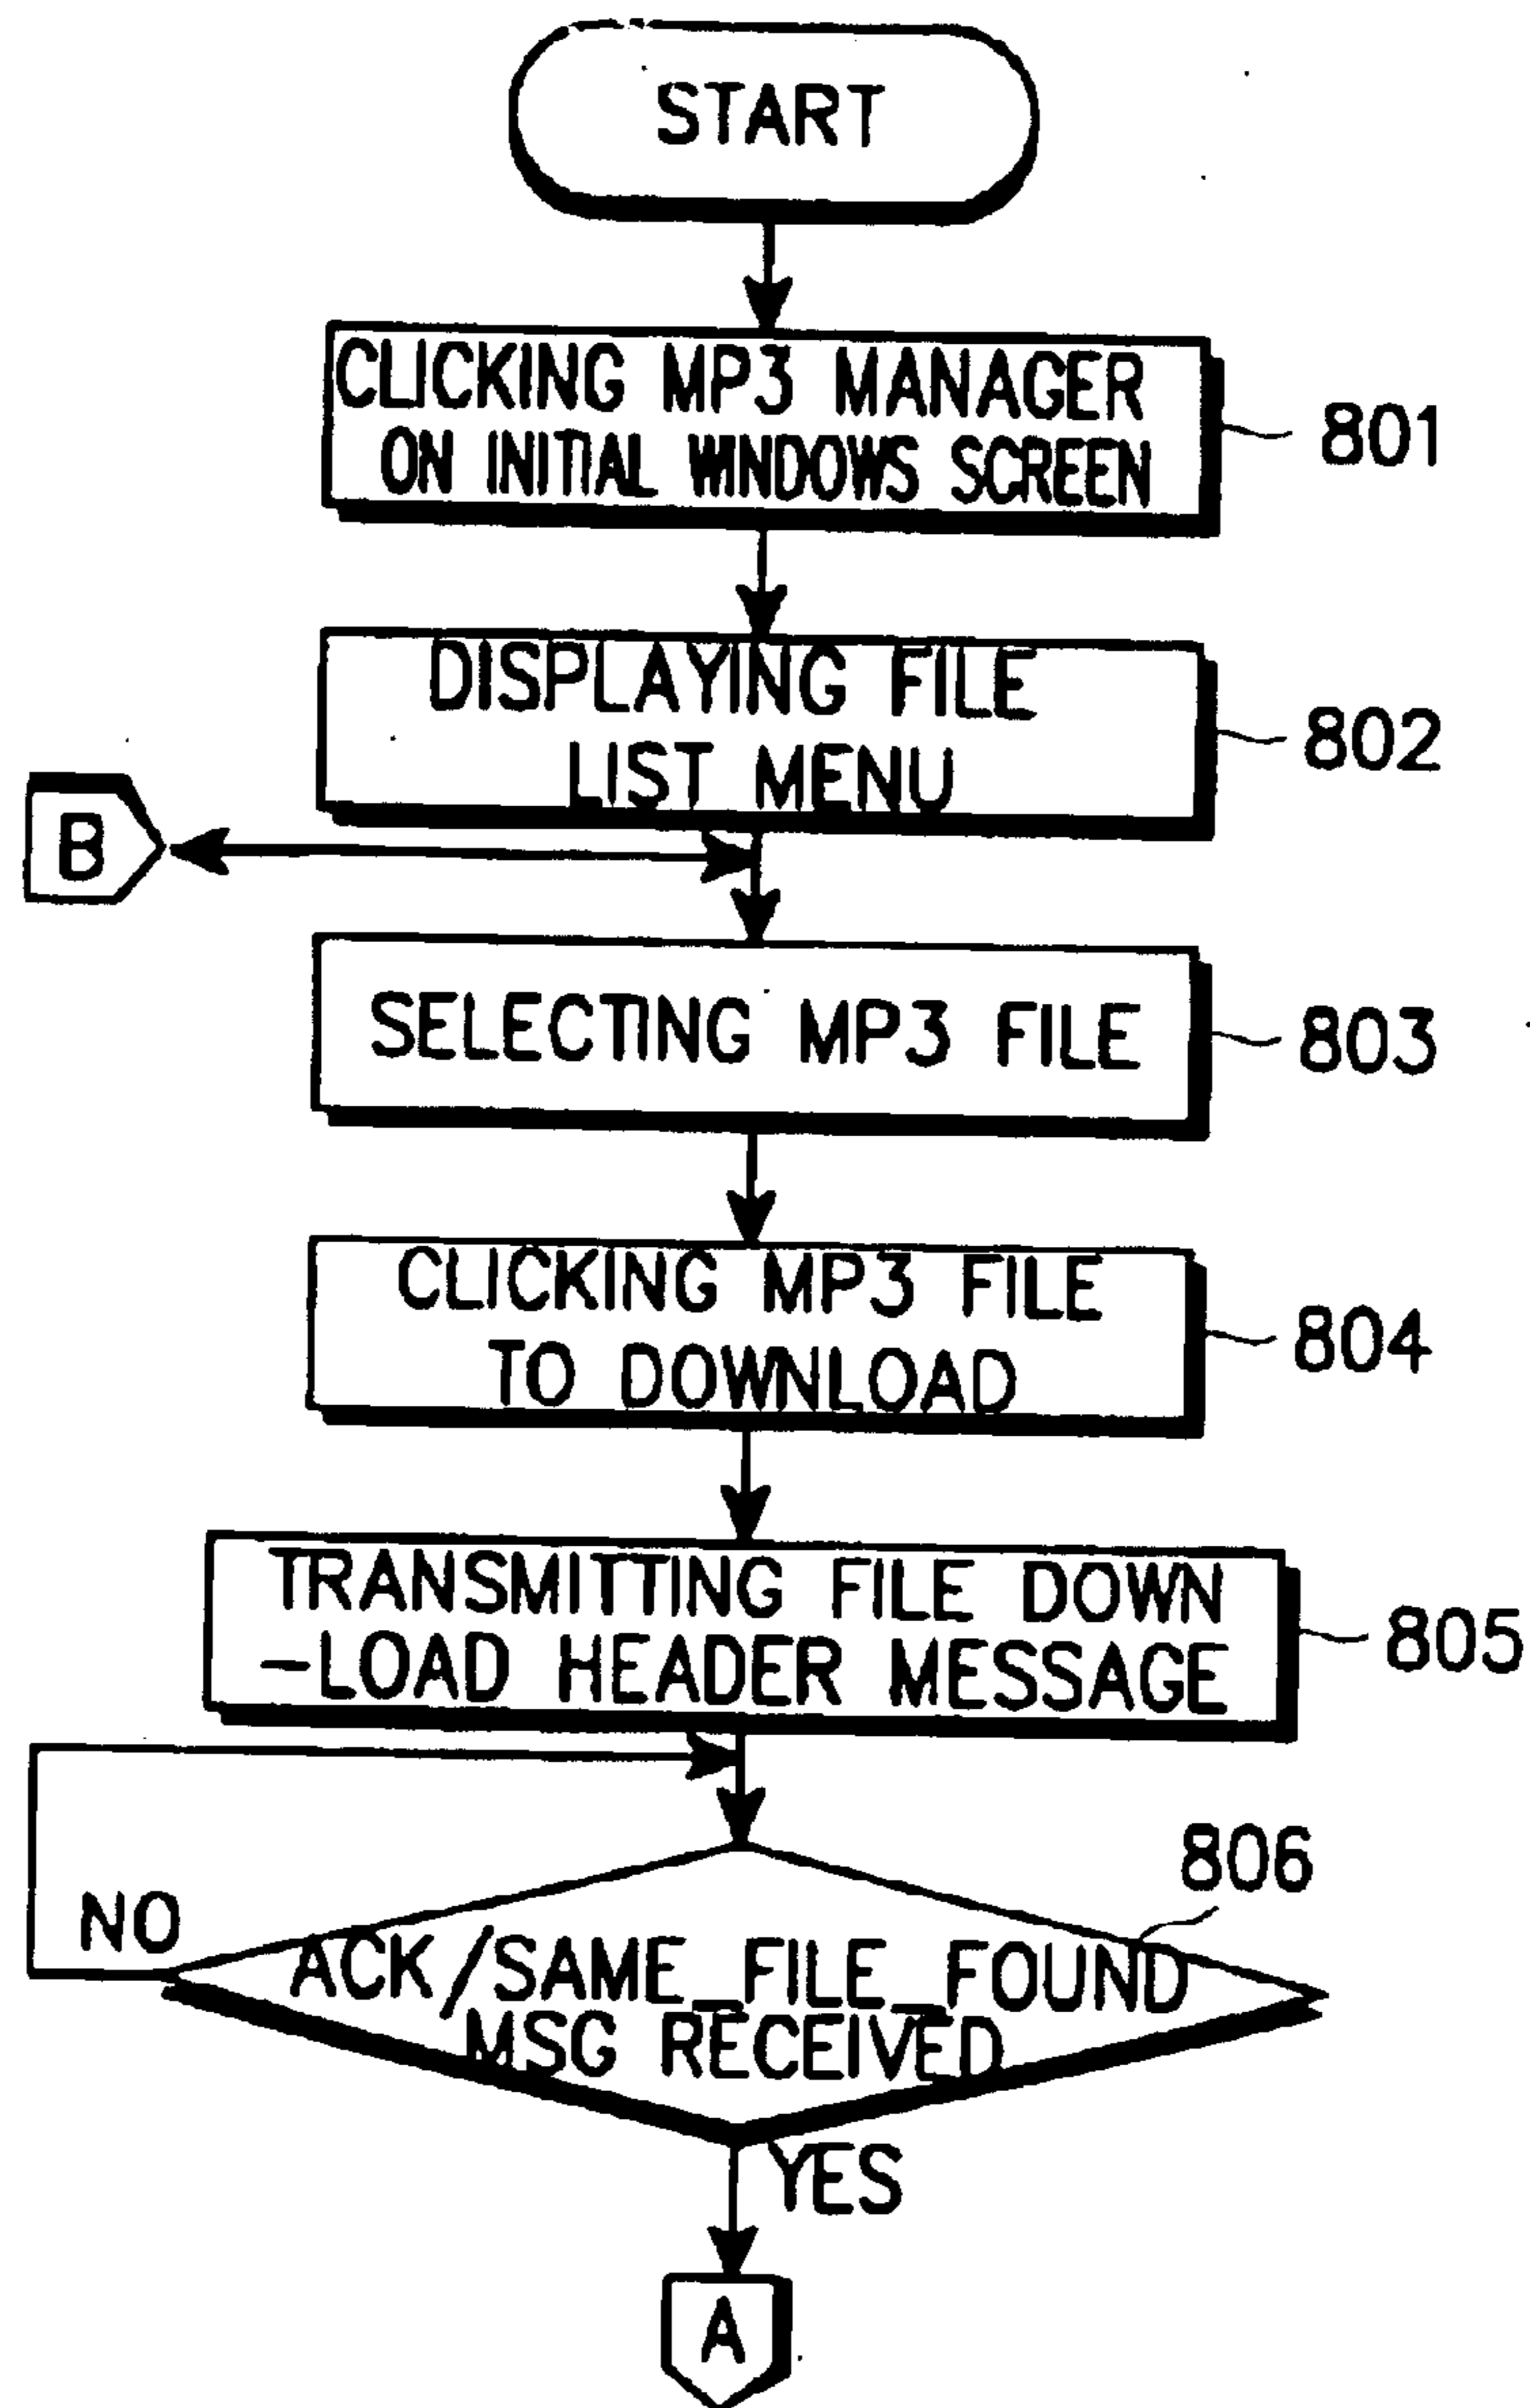 START
CLICKING MP3 MANAGER
ON INITIAL WINDOWS SCREEN
801
DISPLAYING FILE
LIST MENU
802
B
SELECTING MP3 FILE
803
CLICKING MP3 FILE
TO DOWNLOAD
804
TRANSMITTING FILE DOWN
-LOAD HEADER MESSAGE
805
806
NO
ACK/SAME_FILE_FOUND
MSG RECEIVED
YES
A